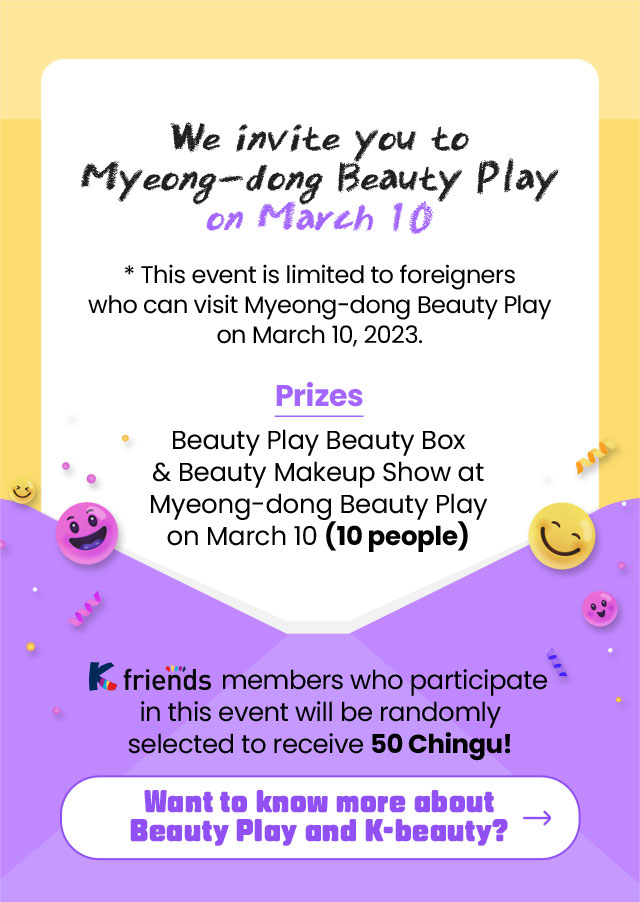 We invite you to
Myeong-dong Beauty Play
on March 10
* This event is limited to foreigners
who can visit Myeong-dong Beauty Play
on March 10, 2023.
Prizes
Beauty Play Beauty Box
& Beauty Makeup Show at
Myeong-dong Beauty Play
on March 10 (10 people)
K friends members who participate
in this event will be randomly
selected to receive 50 Chingu!
Want to know more about
Beauty Play and K-beauty?